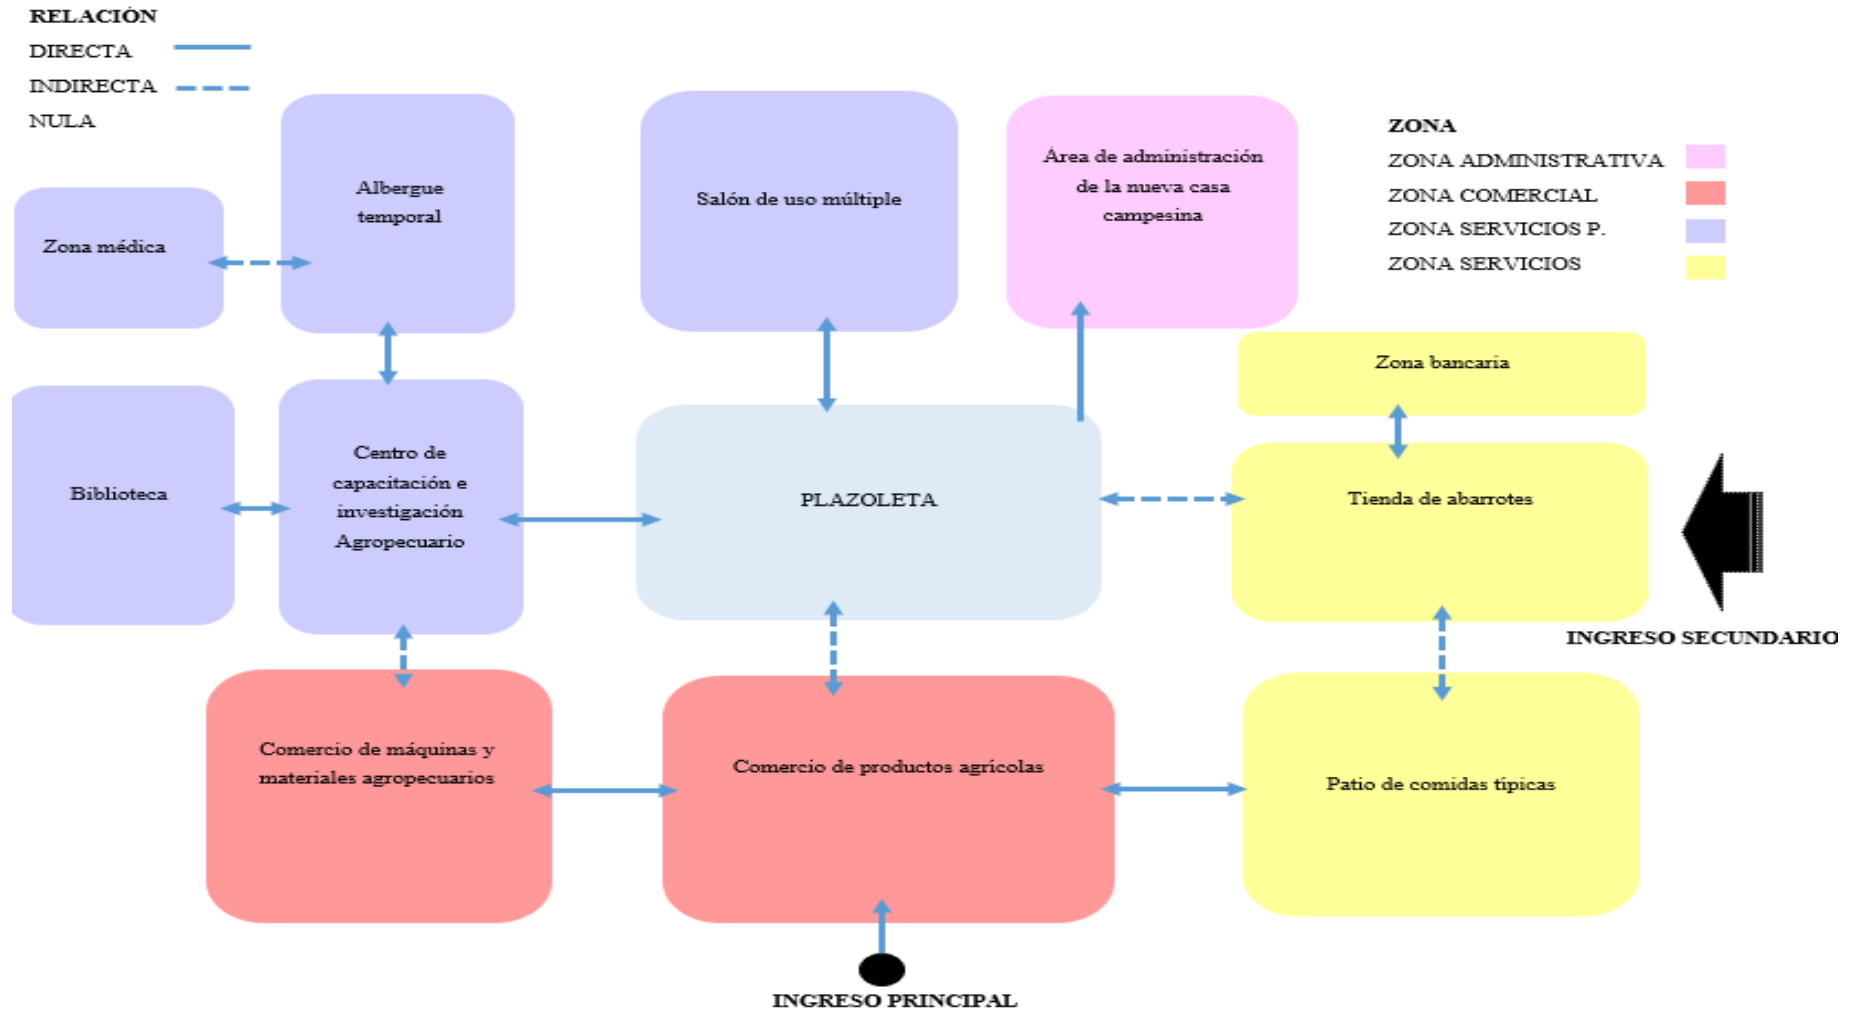 RELACIÓN
DIRECTA
INDIRECTA
NULA
ZONA
ZONA ADMINISTRATIVA
ZONA COMERCIAL
ZONA SERVICIOS P.
ZONA SERVICIOS
Zona médica
Albergue
temporal
Salón de uso múltiple
Área de administración
de la nueva casa
campesina
Zona bancaria
Biblioteca
Centro de
capacitación e
investigación
Agropecuario
PLAZOLETA
Tienda de abarrotes
INGRESO SECUNDARIO
Comercio de máquinas y
materiales agropecuarios
Comercio de productos agrícolas
Patio de comidas típicas
INGRESO PRINCIPAL